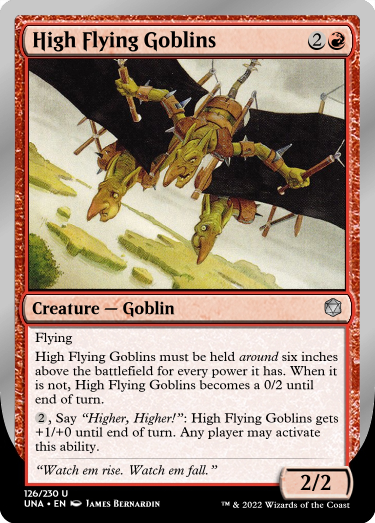 High Flying Goblins 2
Creature — Goblin
Flying
High Flying Goblins must be held around six inches
above the battlefield for every power it has. When it
is not, High Flying Goblins becomes a 0/2 until
end of turn.
2, Say “Higher, Higher!”: High Flying Goblins gets
+1/+0 until end of turn. Any player may activate
this ability.
“Watch em rise. Watch em fall.”
2/2
126/230 U
UNA • EN James Bernardin
™ & 2022 Wizards of the Coast